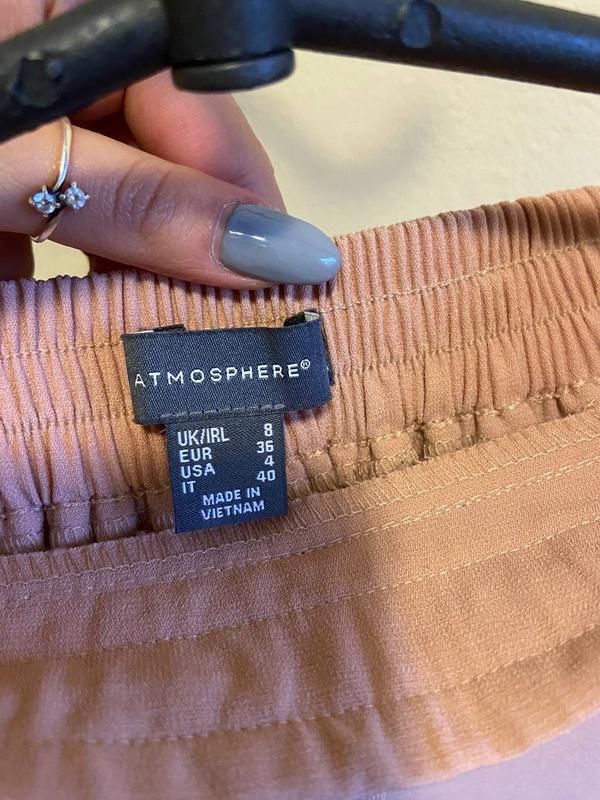 ATMOSPHERE®
UK/IRL 8
EUR 36
USA 4
IT 40
MADE IN
VIETNAM